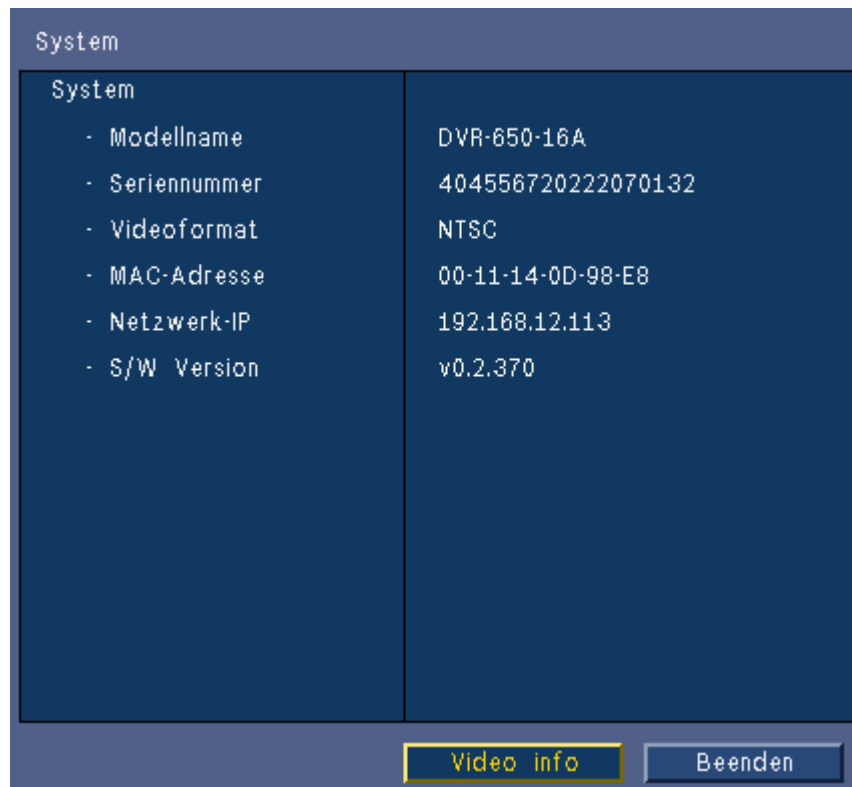 System
System
- Modellname DVR-650-16A
- Seriennummer 404556720222070132
- Videoformat NTSC
- MAC-Adresse 00-11-14-0D-98-E8
- Netzwerk-IP 192.168.12.113
- S/W Version v0.2.370
Video info Beenden